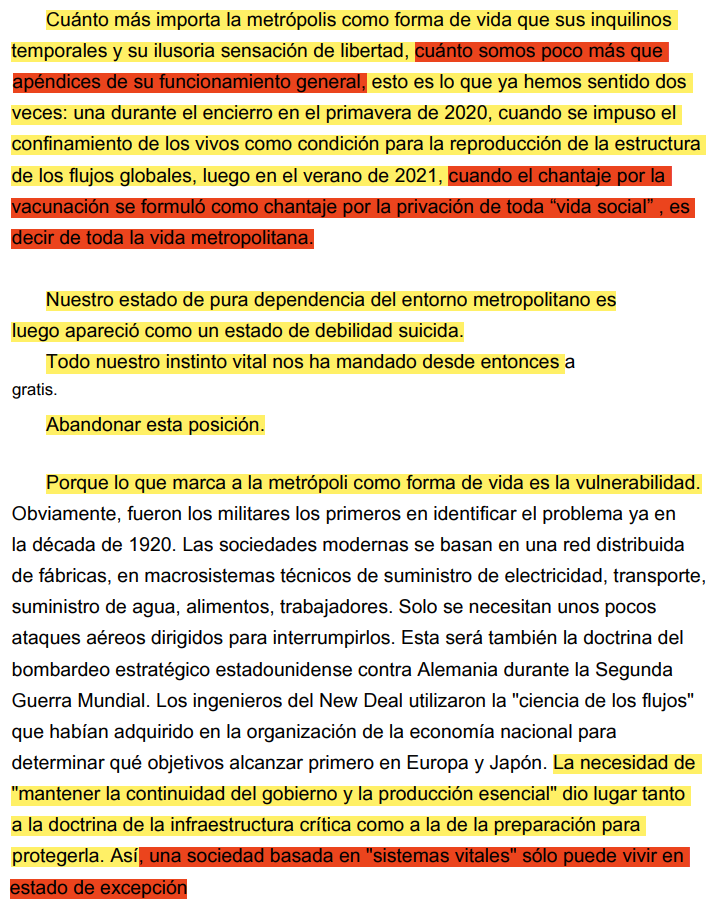 Cuánto más importa la metrópolis como forma de vida que sus inquilinos
temporales y su ilusoria sensación de libertad, cuánto somos poco más que
apéndices de su funcionamiento general, esto es lo que ya hemos sentido dos
veces: una durante el encierro en el primavera de 2020, cuando se impuso el
confinamiento de los vivos como condición para la reproducción de la estructura
de los flujos globales, luego en el verano de 2021, cuando el chantaje por la
vacunación se formuló como chantaje por la privación de toda “vida social” , es
decir de toda la vida metropolitana.
Nuestro estado de pura dependencia del entorno metropolitano es
luego apareció como un estado de debilidad suicida.
Todo nuestro instinto vital nos ha mandado desde entonces a
gratis.
Abandonar esta posición.
Porque lo que marca a la metrópoli como forma de vida es la vulnerabilidad.
Obviamente, fueron los militares los primeros en identificar el problema ya en
la década de 1920. Las sociedades modernas se basan en una red distribuida
de fábricas, en macrosistemas técnicos de suministro de electricidad, transporte,
suministro de agua, alimentos, trabajadores. Solo se necesitan unos pocos
ataques aéreos dirigidos para interrumpirlos. Esta será también la doctrina del
bombardeo estratégico estadounidense contra Alemania durante la Segunda
Guerra Mundial. Los ingenieros del New Deal utilizaron la "ciencia de los flujos"
que habían adquirido en la organización de la economía nacional para
determinar qué objetivos alcanzar primero en Europa y Japón. La necesidad de
"mantener la continuidad del gobierno y la producción esencial" dio lugar tanto
a la doctrina de la infraestructura crítica como a la de la preparación para
protegerla. Así, una sociedad basada en "sistemas vitales" sólo puede vivir en
estado de excepción